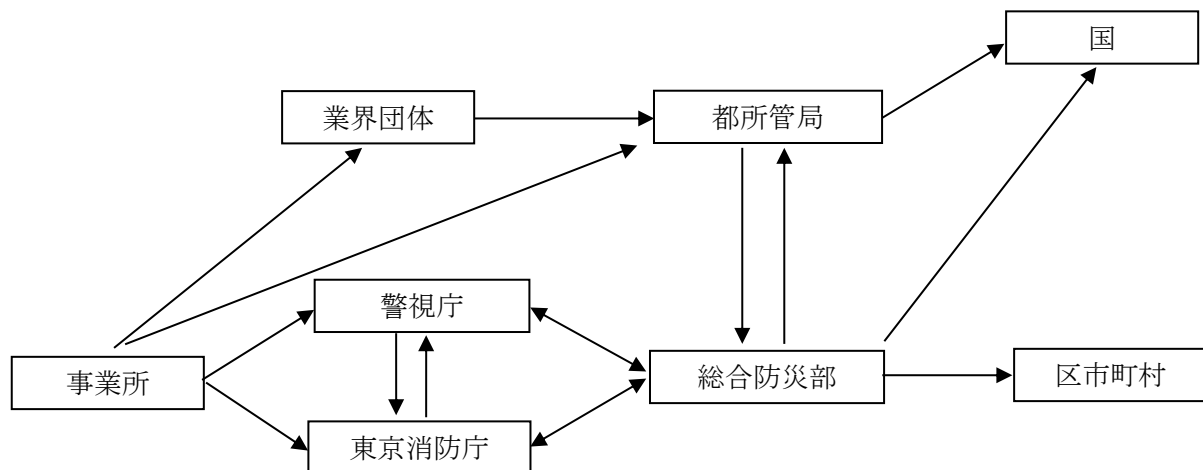 国
業界団体
都所管局
警視庁
事業所
総合防災部
区市町村
東京消防庁